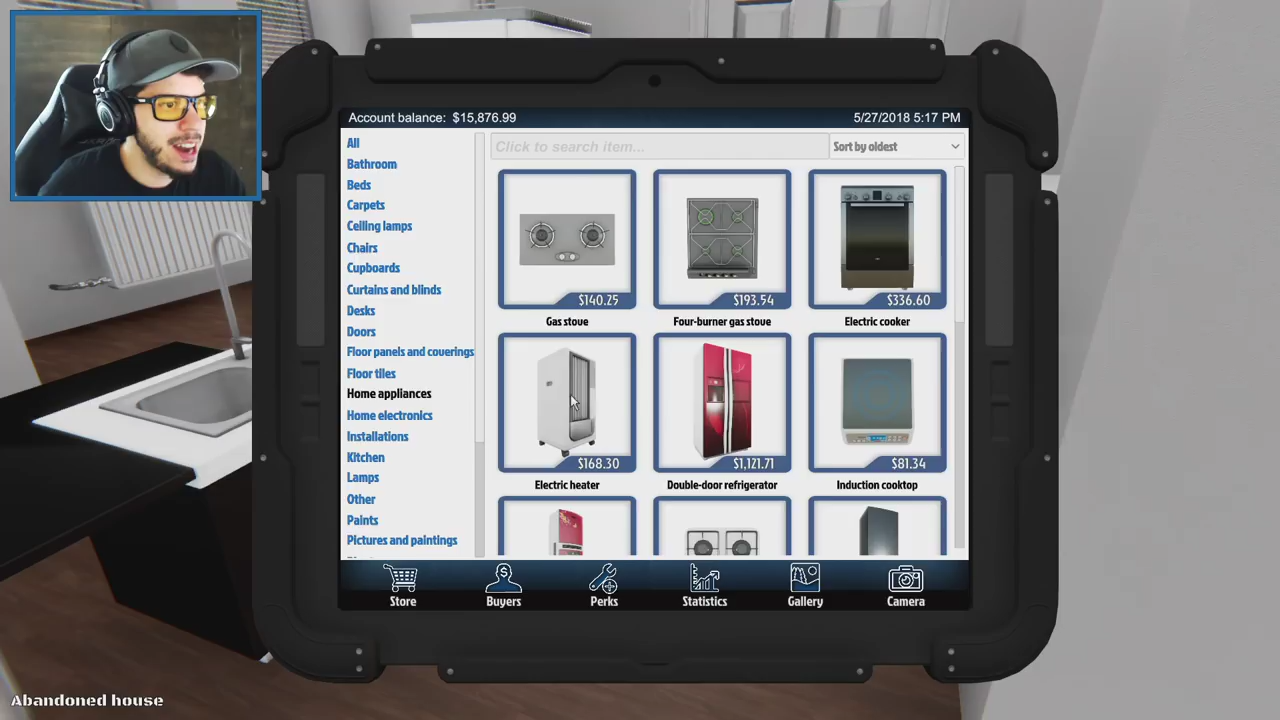 Account balance: $15,876.99
5/27/2018 5:17 PM
All
Bathroom
Beds
Carpets
Ceiling lamps
Chairs
Cupboards
Curtains and blinds
Desks
Doors
Floor panels and coverings
Floor tiles
Home appliances
Home electronics
Installations
Kitchen
Lamps
Other
Paints
Pictures and paintings
Click to search item...
Sort by oldest
$140.25
$193.54
$336.60
Gas stove
Four-burner gas stove
Electric cooker
$168.30
$1,121.71
$81.34
Electric heater
Double-door refrigerator
Induction cooktop
Store
Buyers
Perks
Statistics
Gallery
Camera
Abandoned house